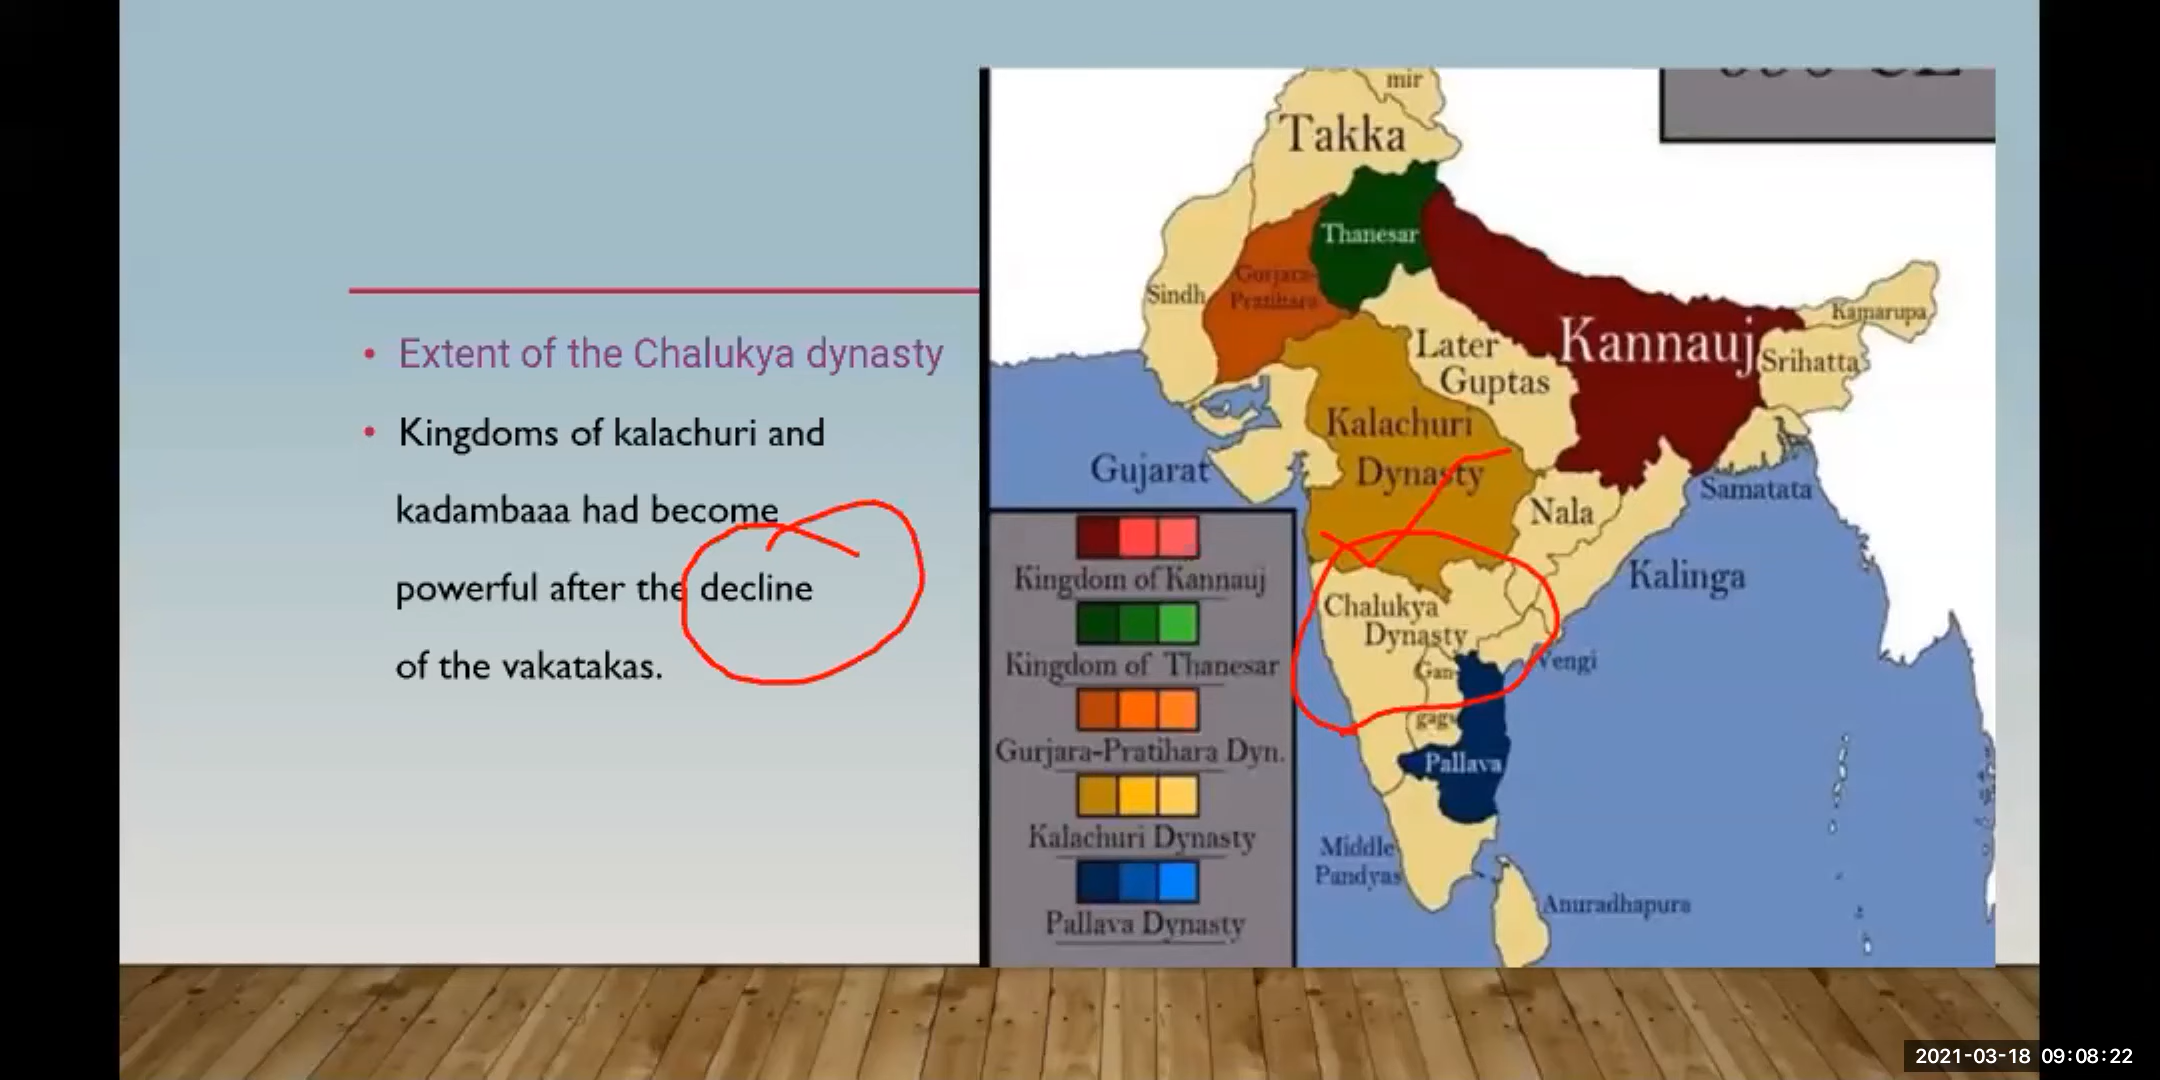 Extent of the Chalukya dynasty
Kingdoms of kalachuri and
kadambaaa had become
powerful after the decline
of the vakatakas.
mir
Takka
Thanesar
Gurjara-
Pratihara
Sindh
Kannauj
Kamarupa
Srihatta
Later
Guptas
Kalachuri
Dynasty
Gujarat
Samatata
Nala
Kalinga
Chalukya
Dynasty
Vengi
Gan-
gags
Pallava
Middle
Pandyas
Anuradhapura
Kingdom of Kannauj
Kingdom of Thanesar
Gurjara-Pratihara Dyn.
Kalachuri Dynasty
Pallava Dynasty
2021-03-18 09:08:22